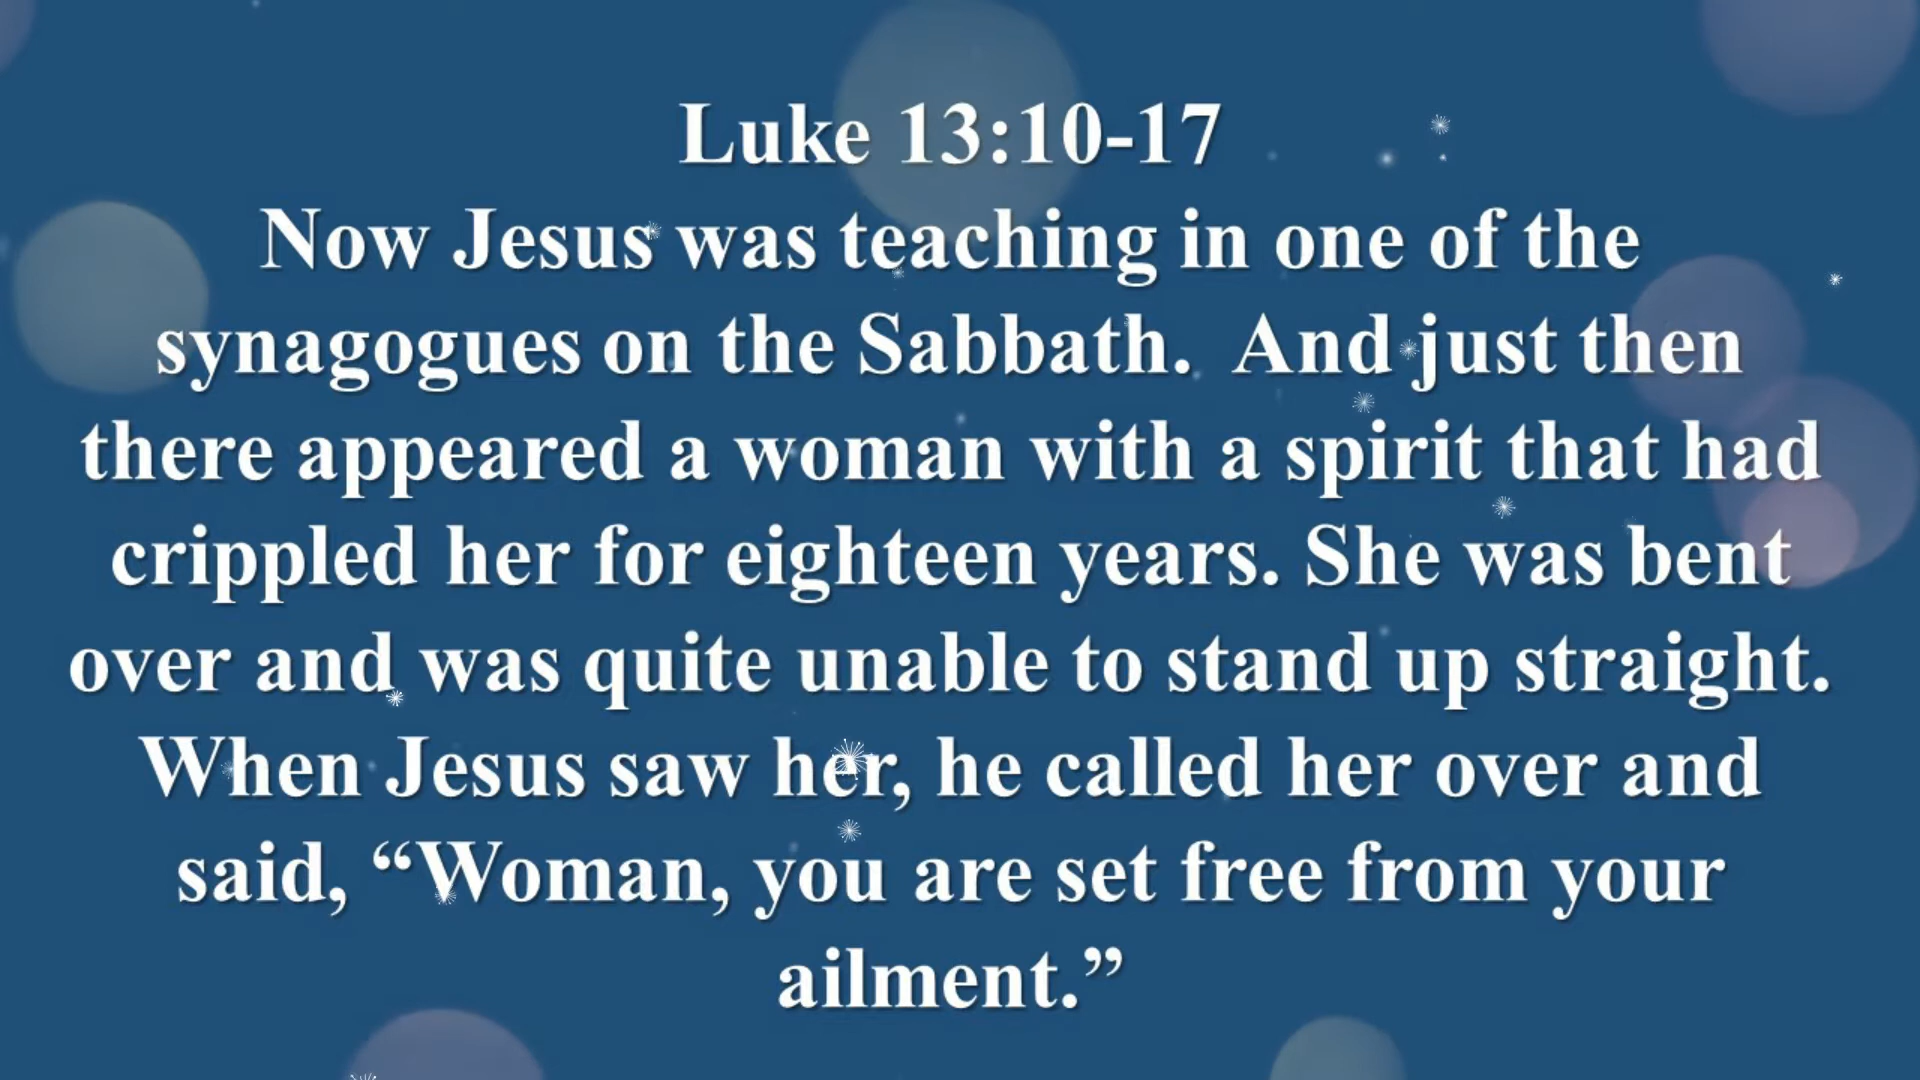 Luke 13:10-17
Now Jesus was teaching in one of the
synagogues on the Sabbath.  And just then
there appeared a woman with a spirit that had
crippled her for eighteen years. She was bent
over and was quite unable to stand up straight.
When Jesus saw her, he called her over and
said, “Woman, you are set free from your
ailment.”